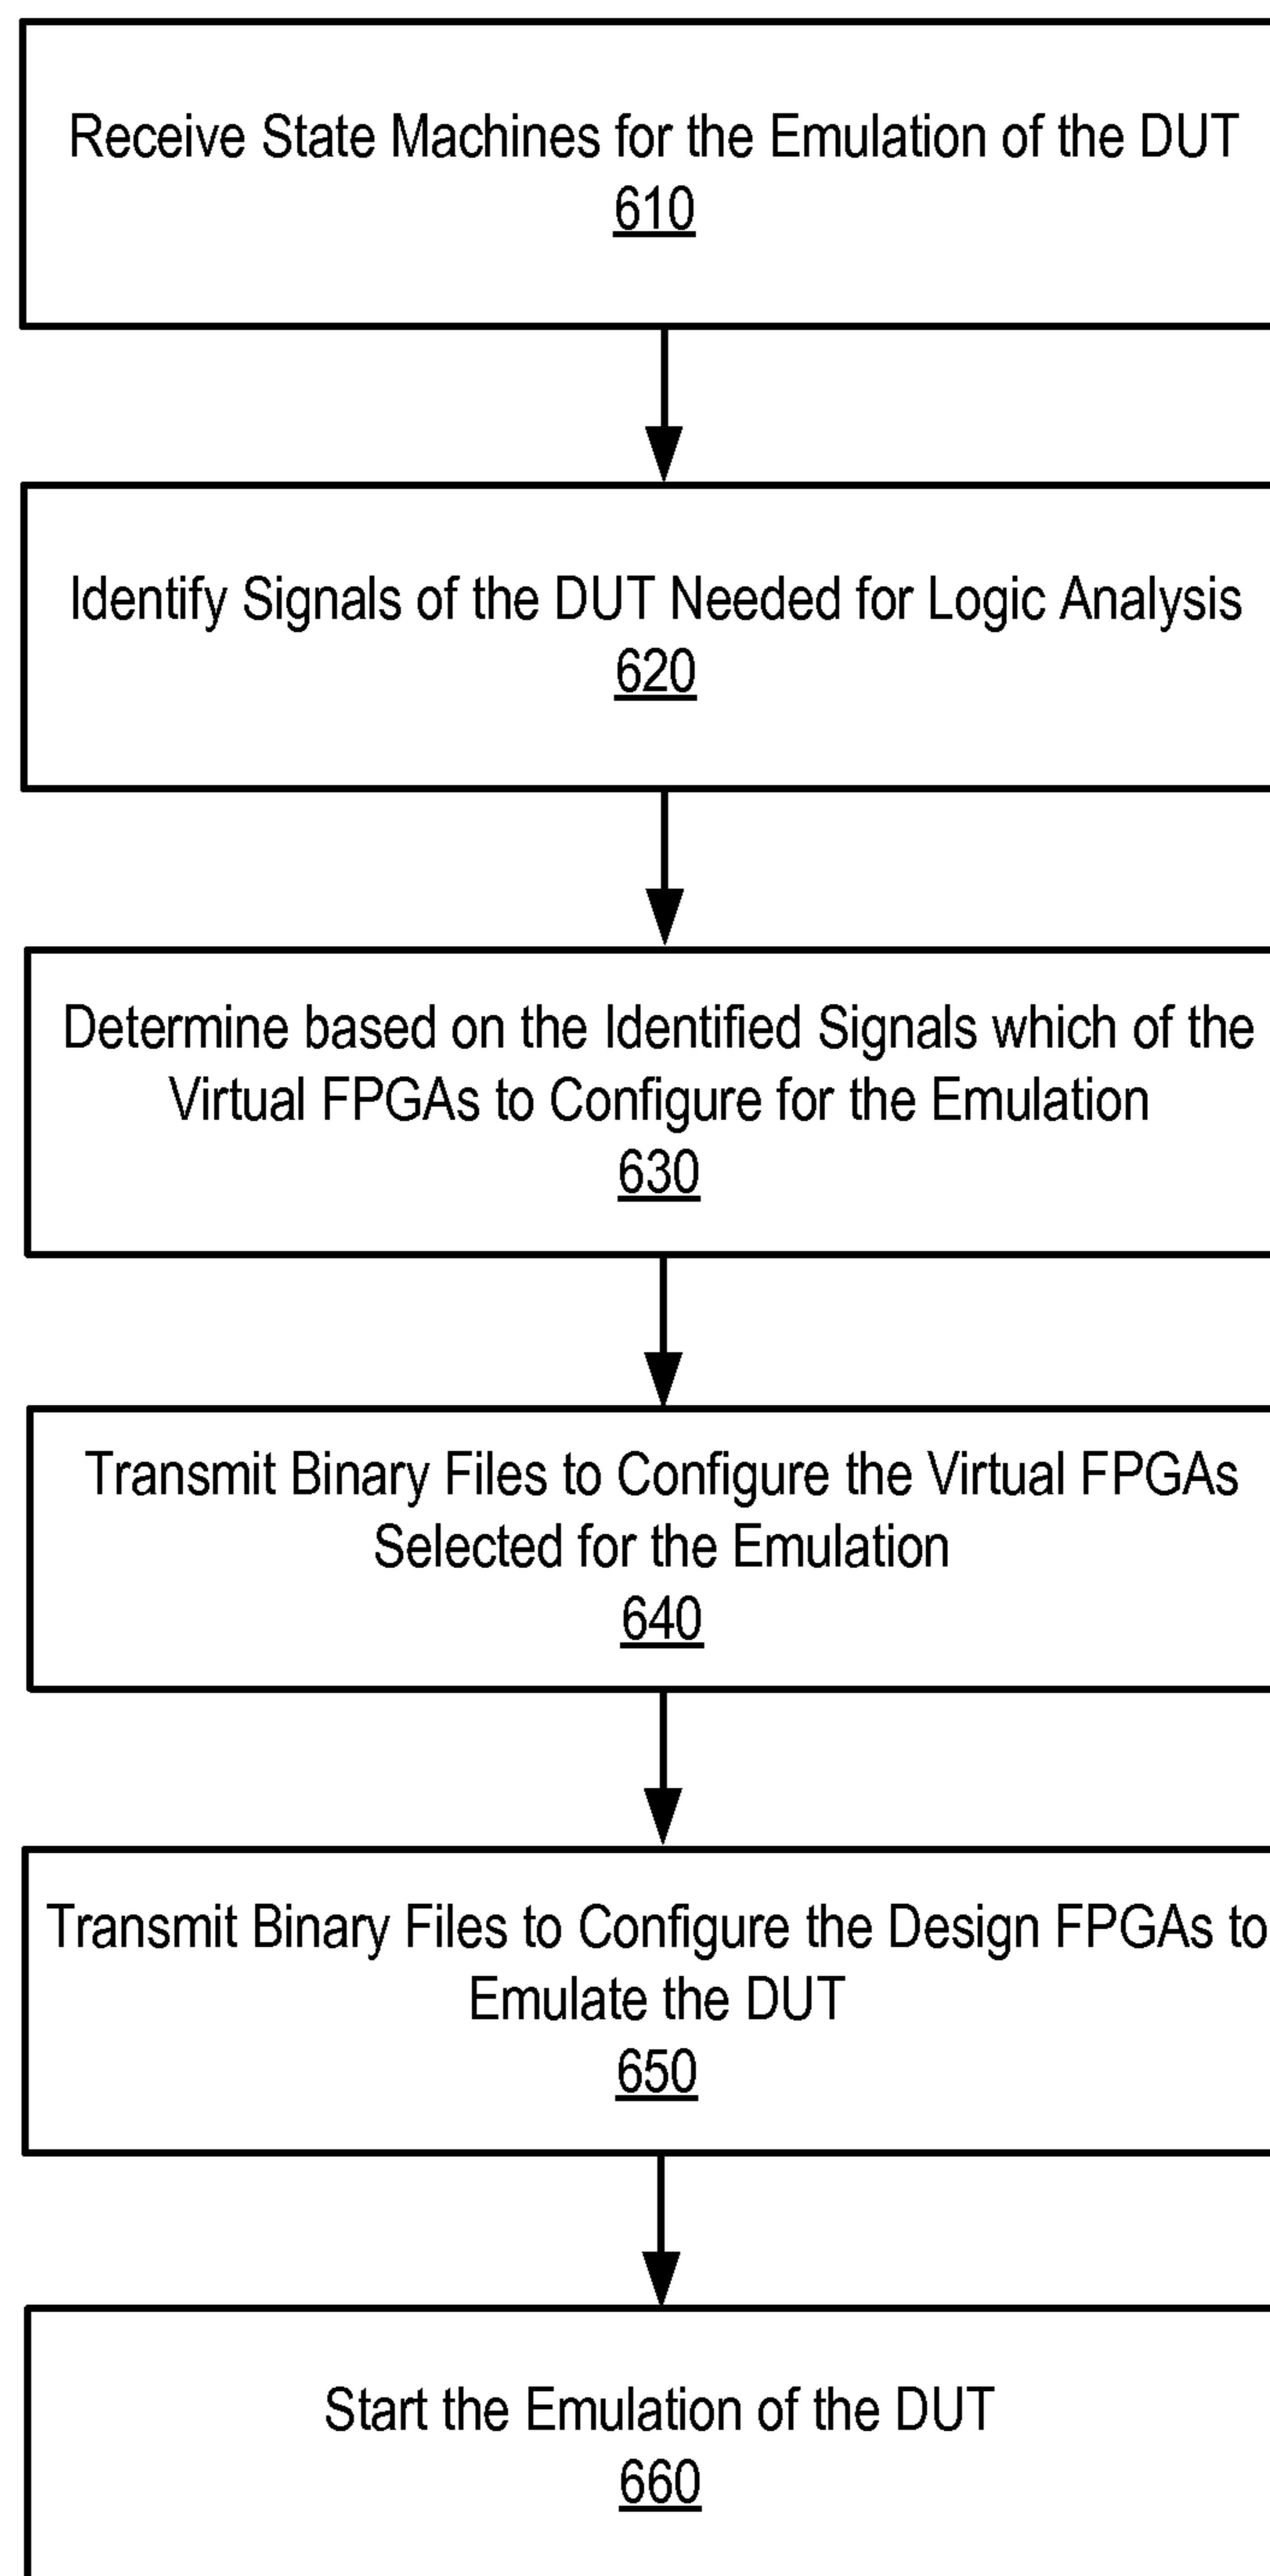 Receive State Machines for the Emulation of the DUT
610
Identify Signals of the DUT Needed for Logic Analysis
620
Determine based on the Identified Signals which of the
Virtual FPGAs to Configure for the Emulation
630
Transmit Binary Files to Configure the Virtual FPGAs
Selected for the Emulation
640
Transmit Binary Files to Configure the Design FPGAs to
Emulate the DUT
650
Start the Emulation of the DUT
660